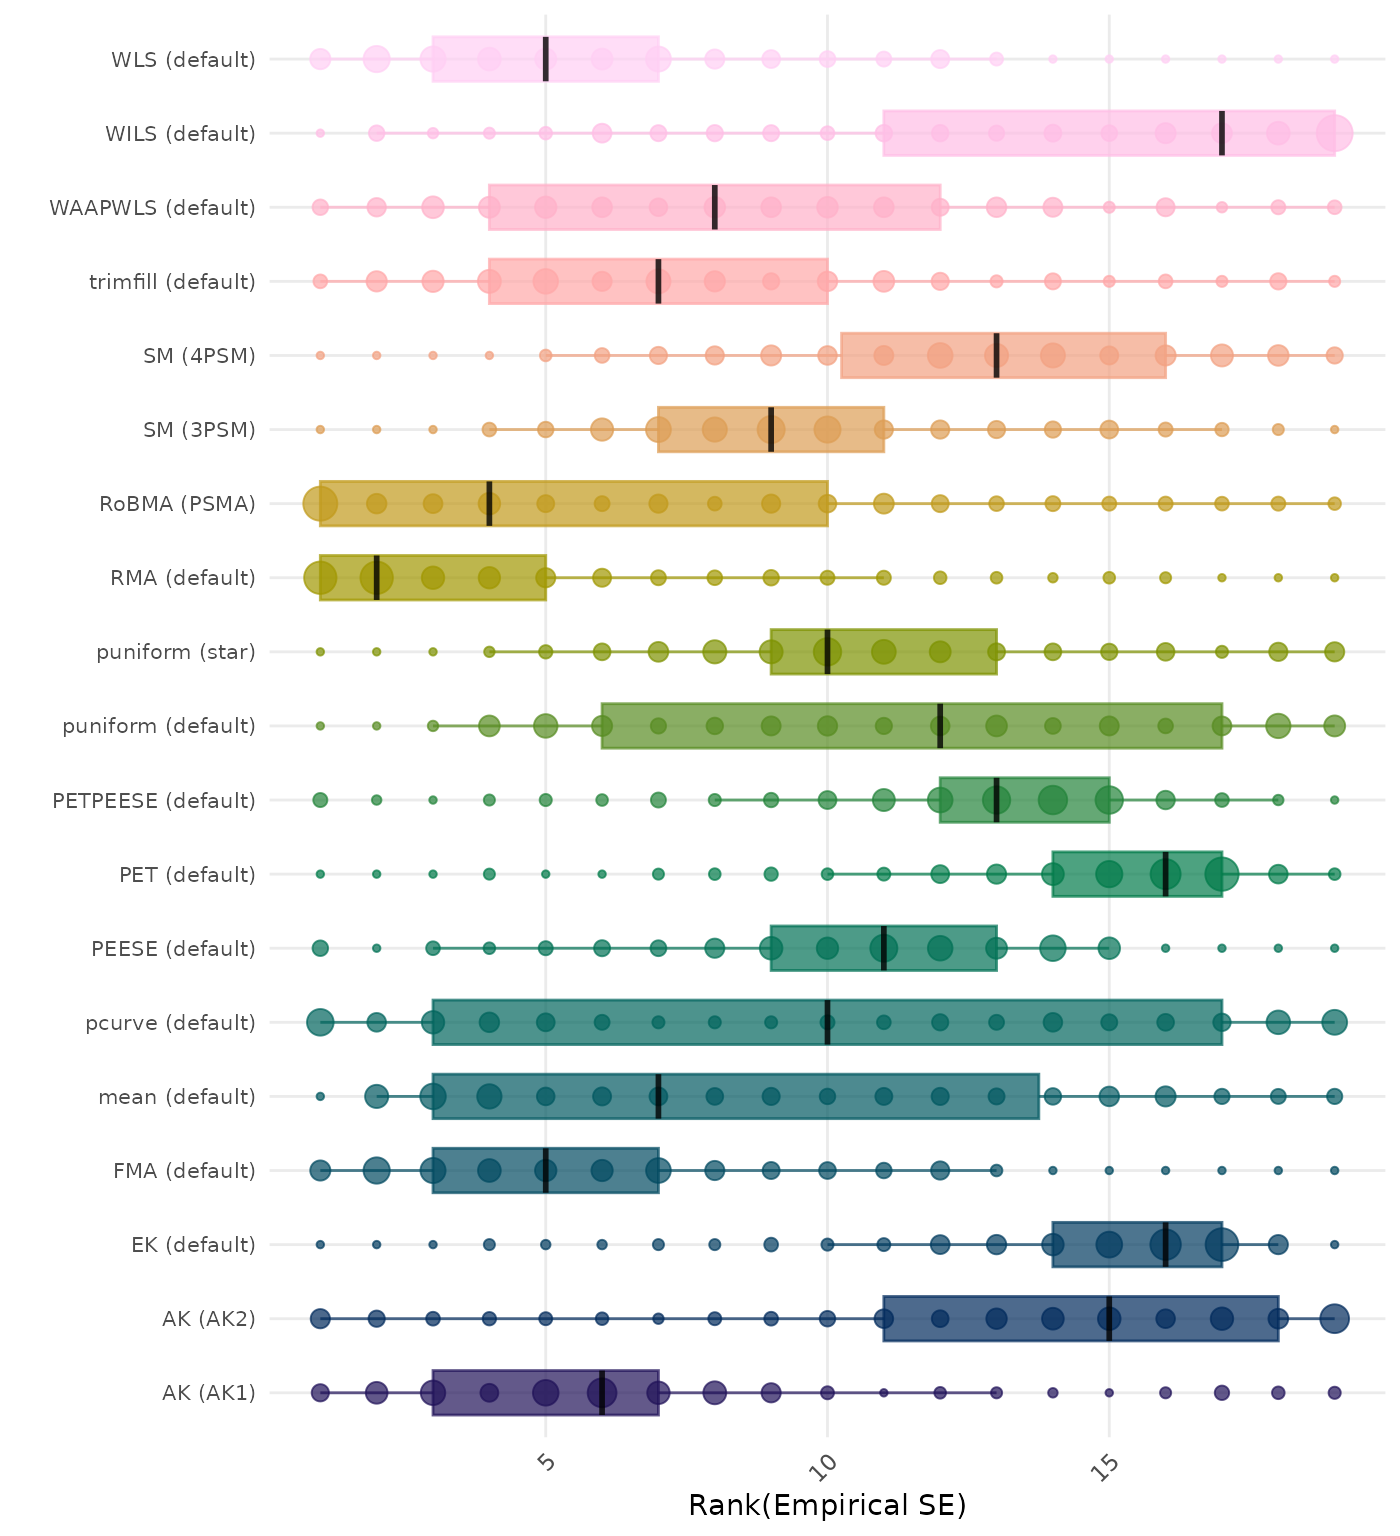 WLS (default)
WILS (default)
WAAPWLS (default)
trimfill (default)
SM (4PSM)
SM (3PSM)
RoBMA (PSMA)
RMA (default)
puniform (star)
puniform (default)
PETPEESE (default)
PET (default)
PEESE (default)
pcurve (default)
mean (default)
FMA (default)
EK (default)
AK (AK2)
AK (AK1)
5
10
15
Rank(Empirical SE)